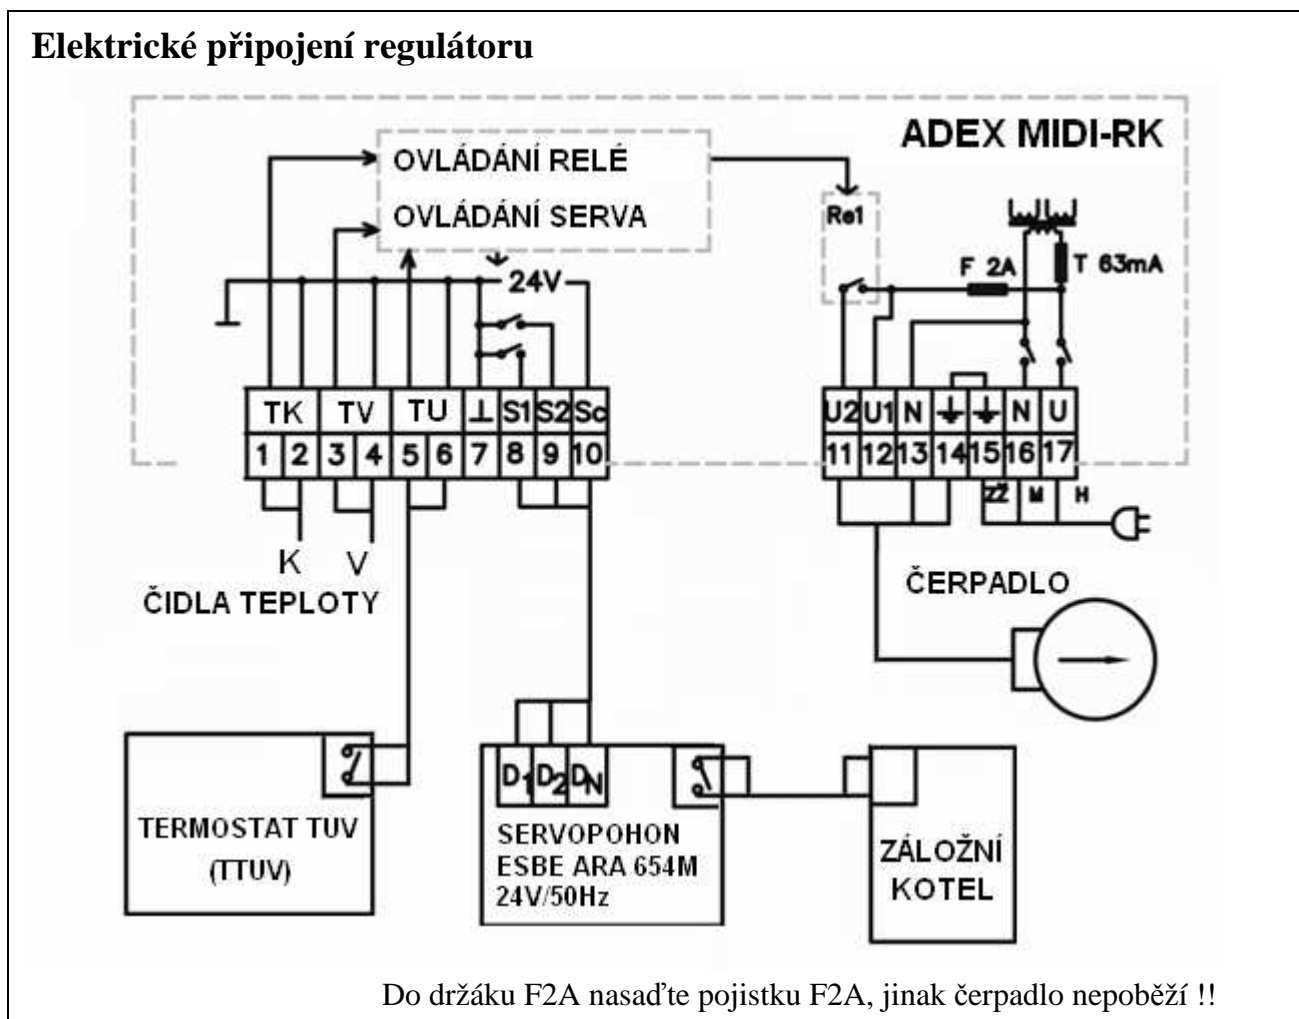 Elektrické připojení regulátoru
ADEX MIDI-RK
OVLÁDÁNÍ RELÉ
OVLÁDÁNÍ SERVA
Re1
24V
F 2A
T 63mA
TK TV TU ⊥ S1 S2 Sc
1 2 3 4 5 6 7 8 9 10
U2 U1 N ⏚ ⏚ N U
11 12 13 14 15 16 17
ZŽ M H
K V
ČIDLA TEPLOTY
ČERPADLO
D1 D2 DN
TERMOSTAT TUV
(TTUV)
SERVOPOHON
ESBE ARA 654M
24V/50Hz
ZÁLOŽNÍ
KOTEL
Do držáku F2A nasaďte pojistku F2A, jinak čerpadlo nepoběží !!